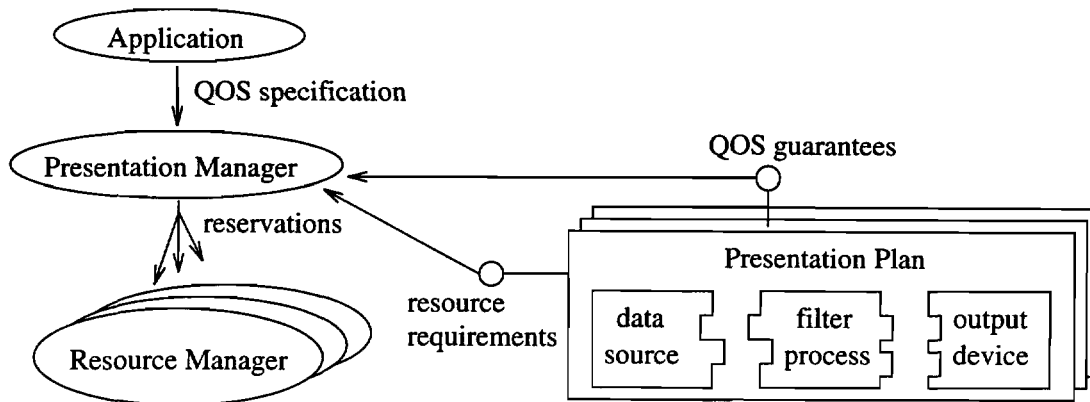 Application
QOS specification
Presentation Manager
QOS guarantees
reservations
Presentation Plan
resource
requirements
data
source
filter
process
output
device
Resource Manager